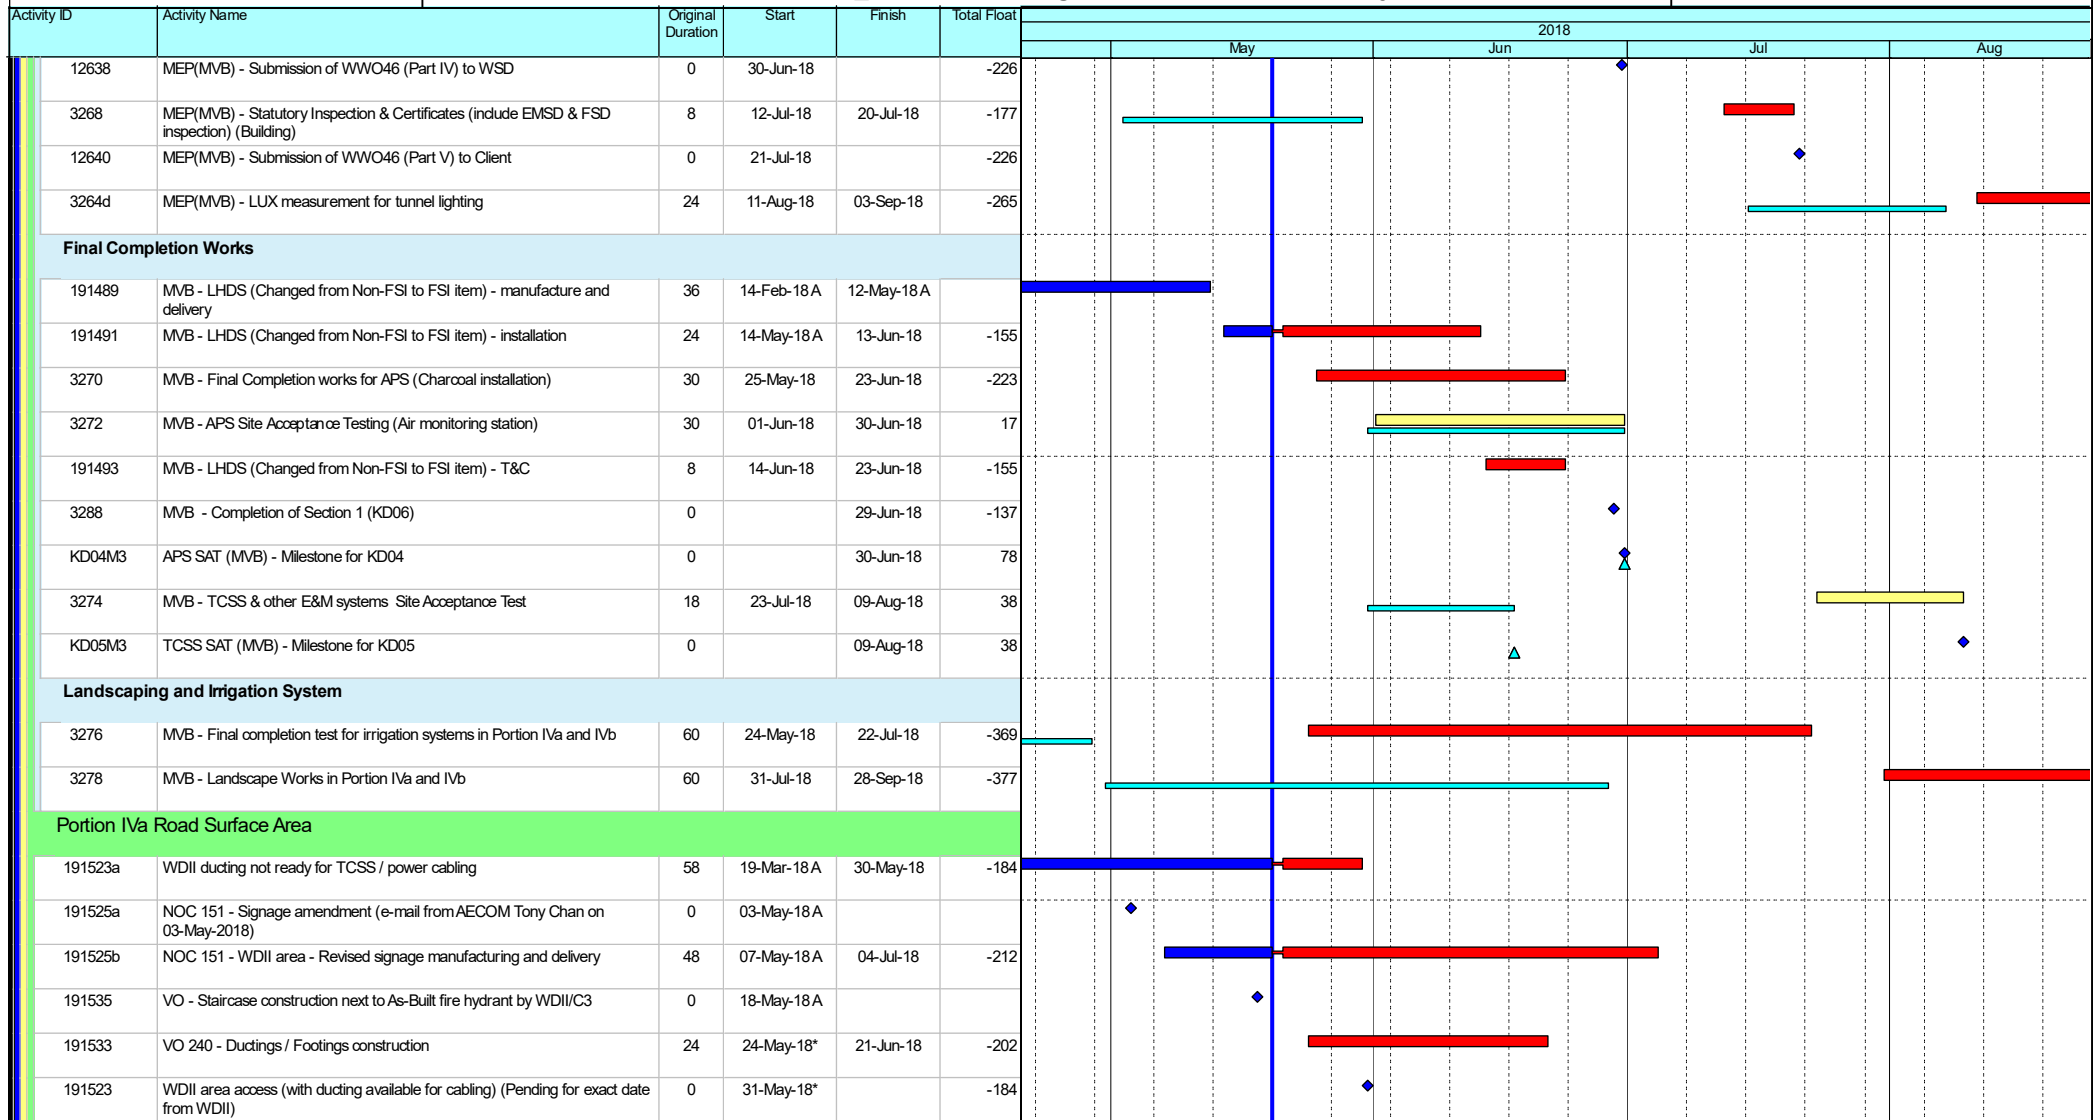 Activity ID Activity Name Original Duration Start Finish Total Float
2018
May Jun Jul Aug
12638 MEP(MVB) - Submission of WWO46 (Part IV) to WSD 0 30-Jun-18 -226
3268 MEP(MVB) - Statutory Inspection & Certificates (include EMSD & FSD 8 12-Jul-18 20-Jul-18 -177
inspection) (Building)
12640 MEP(MVB) - Submission of WWO46 (Part V) to Client 0 21-Jul-18 -226
3264d MEP(MVB) - LUX measurement for tunnel lighting 24 11-Aug-18 03-Sep-18 -265
Final Completion Works
191489 MVB - LHDS (Changed from Non-FSI to FSI item) - manufacture and 36 14-Feb-18 A 12-May-18 A
delivery
191491 MVB - LHDS (Changed from Non-FSI to FSI item) - installation 24 14-May-18 A 13-Jun-18 -155
3270 MVB - Final Completion works for APS (Charcoal installation) 30 25-May-18 23-Jun-18 -223
3272 MVB - APS Site Acceptance Testing (Air monitoring station) 30 01-Jun-18 30-Jun-18 17
191493 MVB - LHDS (Changed from Non-FSI to FSI item) - T&C 8 14-Jun-18 23-Jun-18 -155
3288 MVB - Completion of Section 1 (KD06) 0 29-Jun-18 -137
KD04M3 APS SAT (MVB) - Milestone for KD04 0 30-Jun-18 78
3274 MVB - TCSS & other E&M systems Site Acceptance Test 18 23-Jul-18 09-Aug-18 38
KD05M3 TCSS SAT (MVB) - Milestone for KD05 0 09-Aug-18 38
Landscaping and Irrigation System
3276 MVB - Final completion test for irrigation systems in Portion IVa and IVb 60 24-May-18 22-Jul-18 -369
3278 MVB - Landscape Works in Portion IVa and IVb 60 31-Jul-18 28-Sep-18 -377
Portion IVa Road Surface Area
191523a WDII ducting not ready for TCSS / power cabling 58 19-Mar-18 A 30-May-18 -184
191525a NOC 151 - Signage amendment (e-mail from AECOM Tony Chan on 0 03-May-18 A
03-May-2018)
191525b NOC 151 - WDII area - Revised signage manufacturing and delivery 48 07-May-18 A 04-Jul-18 -212
191535 VO - Staircase construction next to As-Built fire hydrant by WDII/C3 0 18-May-18 A
191533 VO 240 - Ductings / Footings construction 24 24-May-18* 21-Jun-18 -202
191523 WDII area access (with ducting available for cabling) (Pending for exact date 0 31-May-18* -184
from WDII)